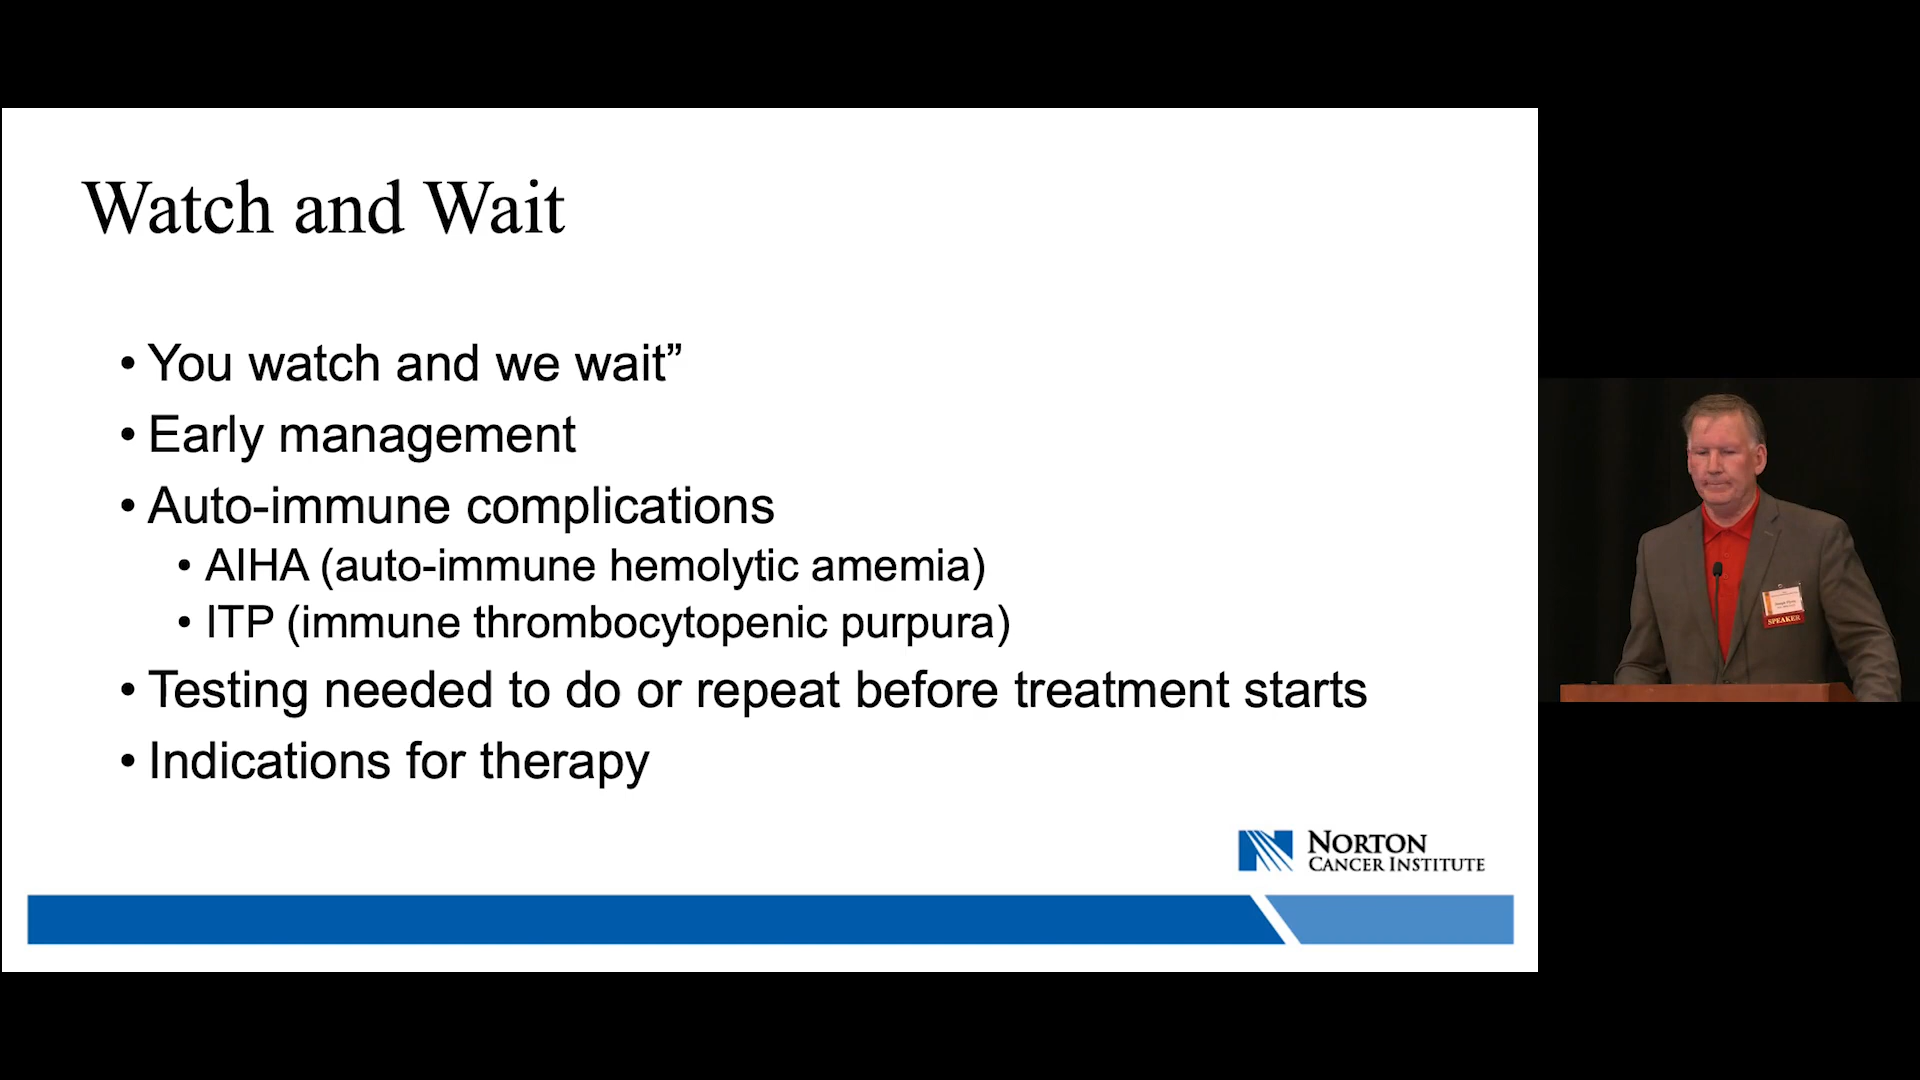 Watch and Wait
• You watch and we wait”
• Early management
• Auto-immune complications
• AIHA (auto-immune hemolytic amemia)
• ITP (immune thrombocytopenic purpura)
• Testing needed to do or repeat before treatment starts
• Indications for therapy
NORTON
CANCER INSTITUTE
SPEAKER